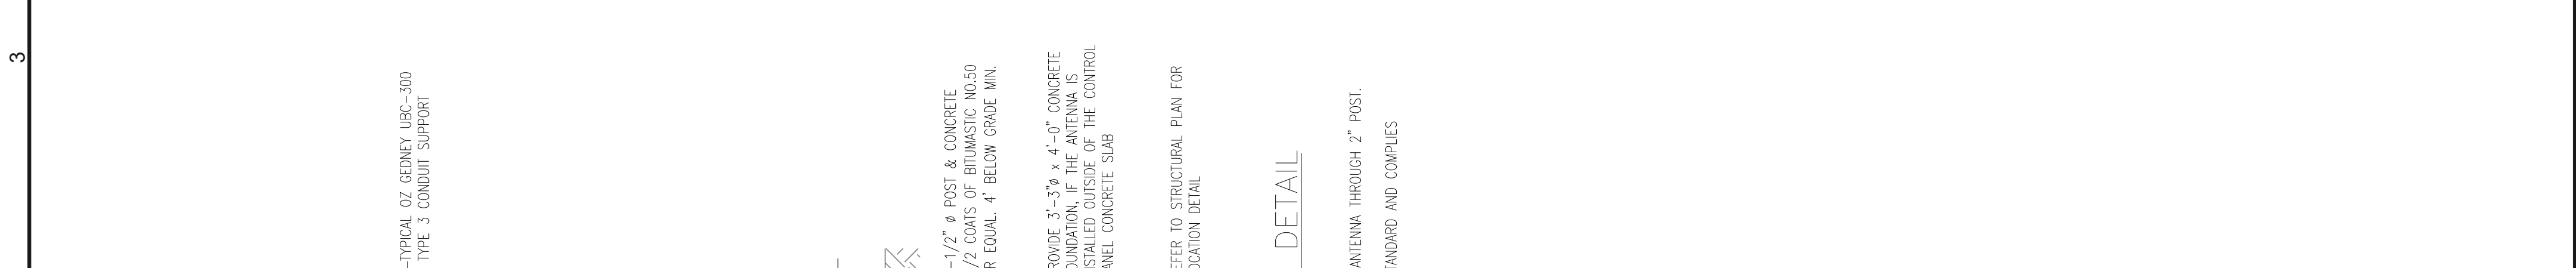 3
-TYPICAL OZ GEDNEY UBC-300
TYPE 3 CONDUIT SUPPORT
-1/2" ø POST & CONCRETE
/2 COATS OF BITUMASTIC NO.50
R EQUAL. 4' BELOW GRADE MIN.
ROVIDE 3'-3"ø x 4'-0" CONCRETE
OUNDATION, IF THE ANTENNA IS
NSTALLED OUTSIDE OF THE CONTROL
ANEL CONCRETE SLAB
EFER TO STRUCTURAL PLAN FOR
OCATION DETAIL
DETAIL
ANTENNA THROUGH 2" POST.
TANDARD AND COMPLIES